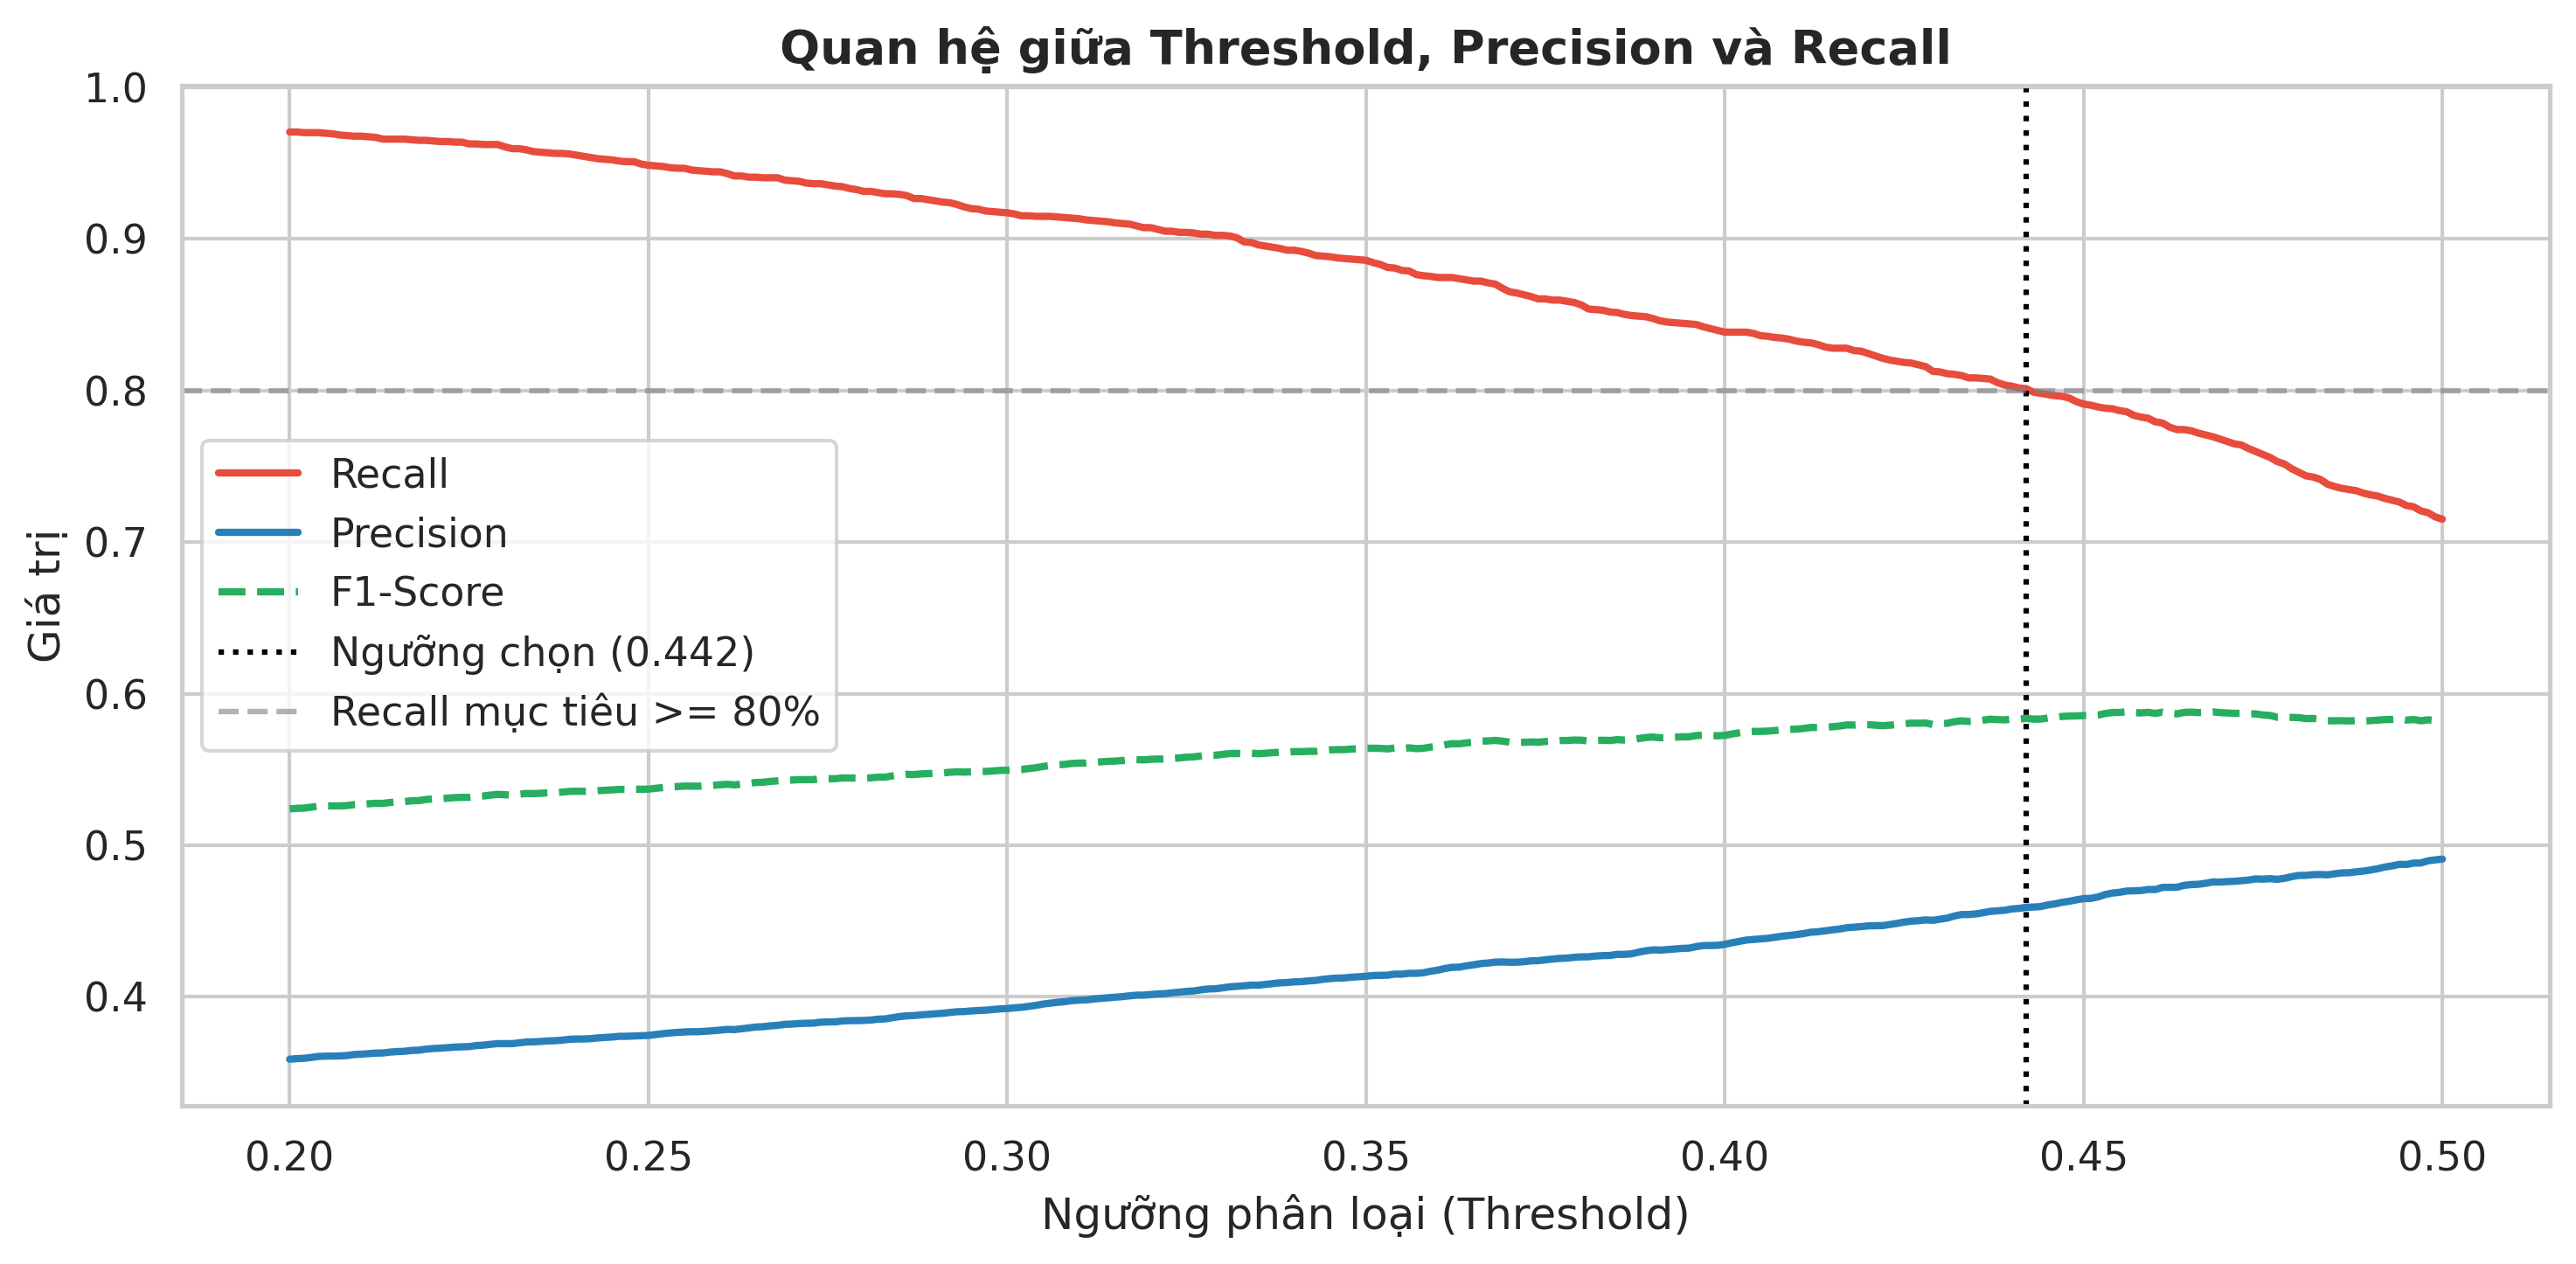 Quan hệ giữa Threshold, Precision và Recall
1.0
0.9
0.8
0.7
0.6
0.5
0.4
Giá trị
Recall
Precision
F1-Score
Ngưỡng chọn (0.442)
Recall mục tiêu >= 80%
0.20 0.25 0.30 0.35 0.40 0.45 0.50
Ngưỡng phân loại (Threshold)